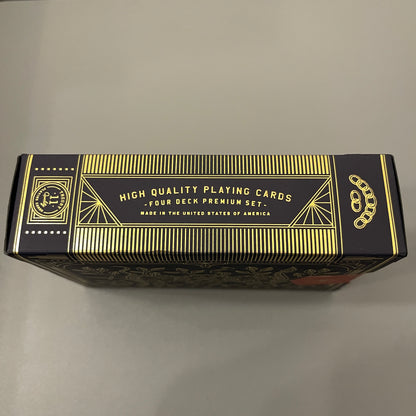 HIGH QUALITY PLAYING CARDS
-FOUR DECK PREMIUM SET-
MADE IN THE UNITED STATES OF AMERICA